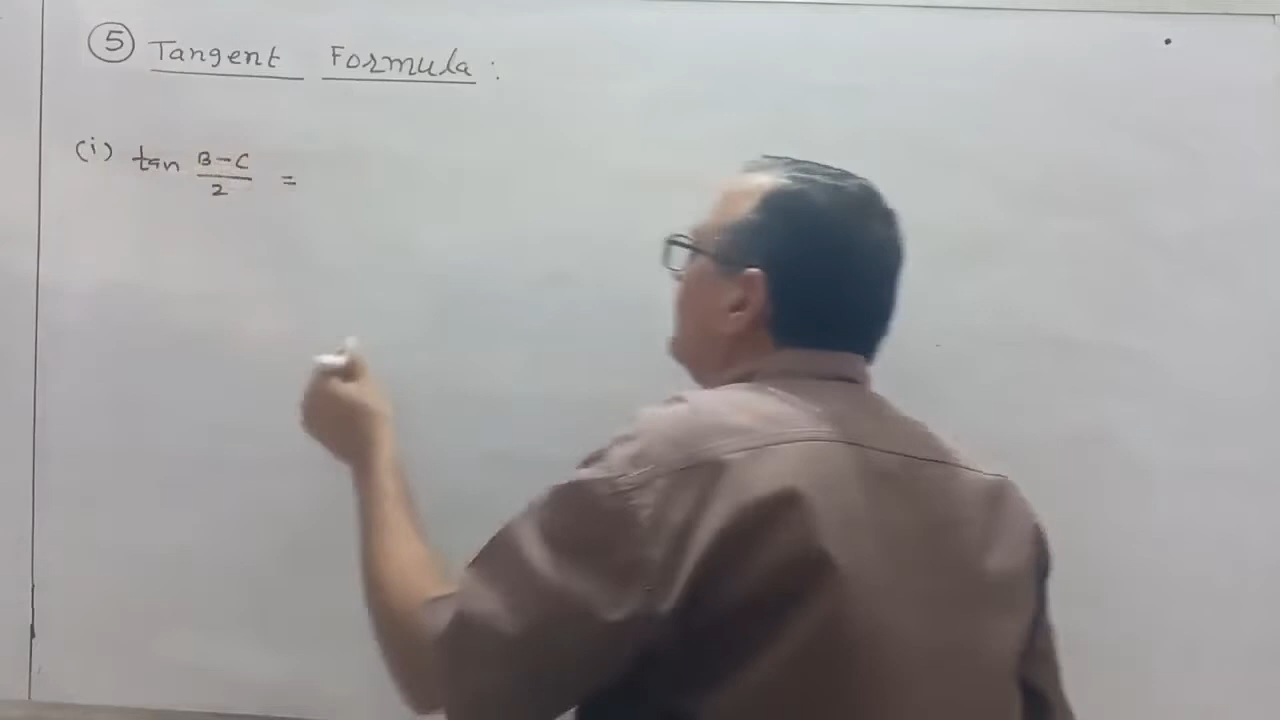 5 Tangent Formula :
(i) tan B-C/2 =